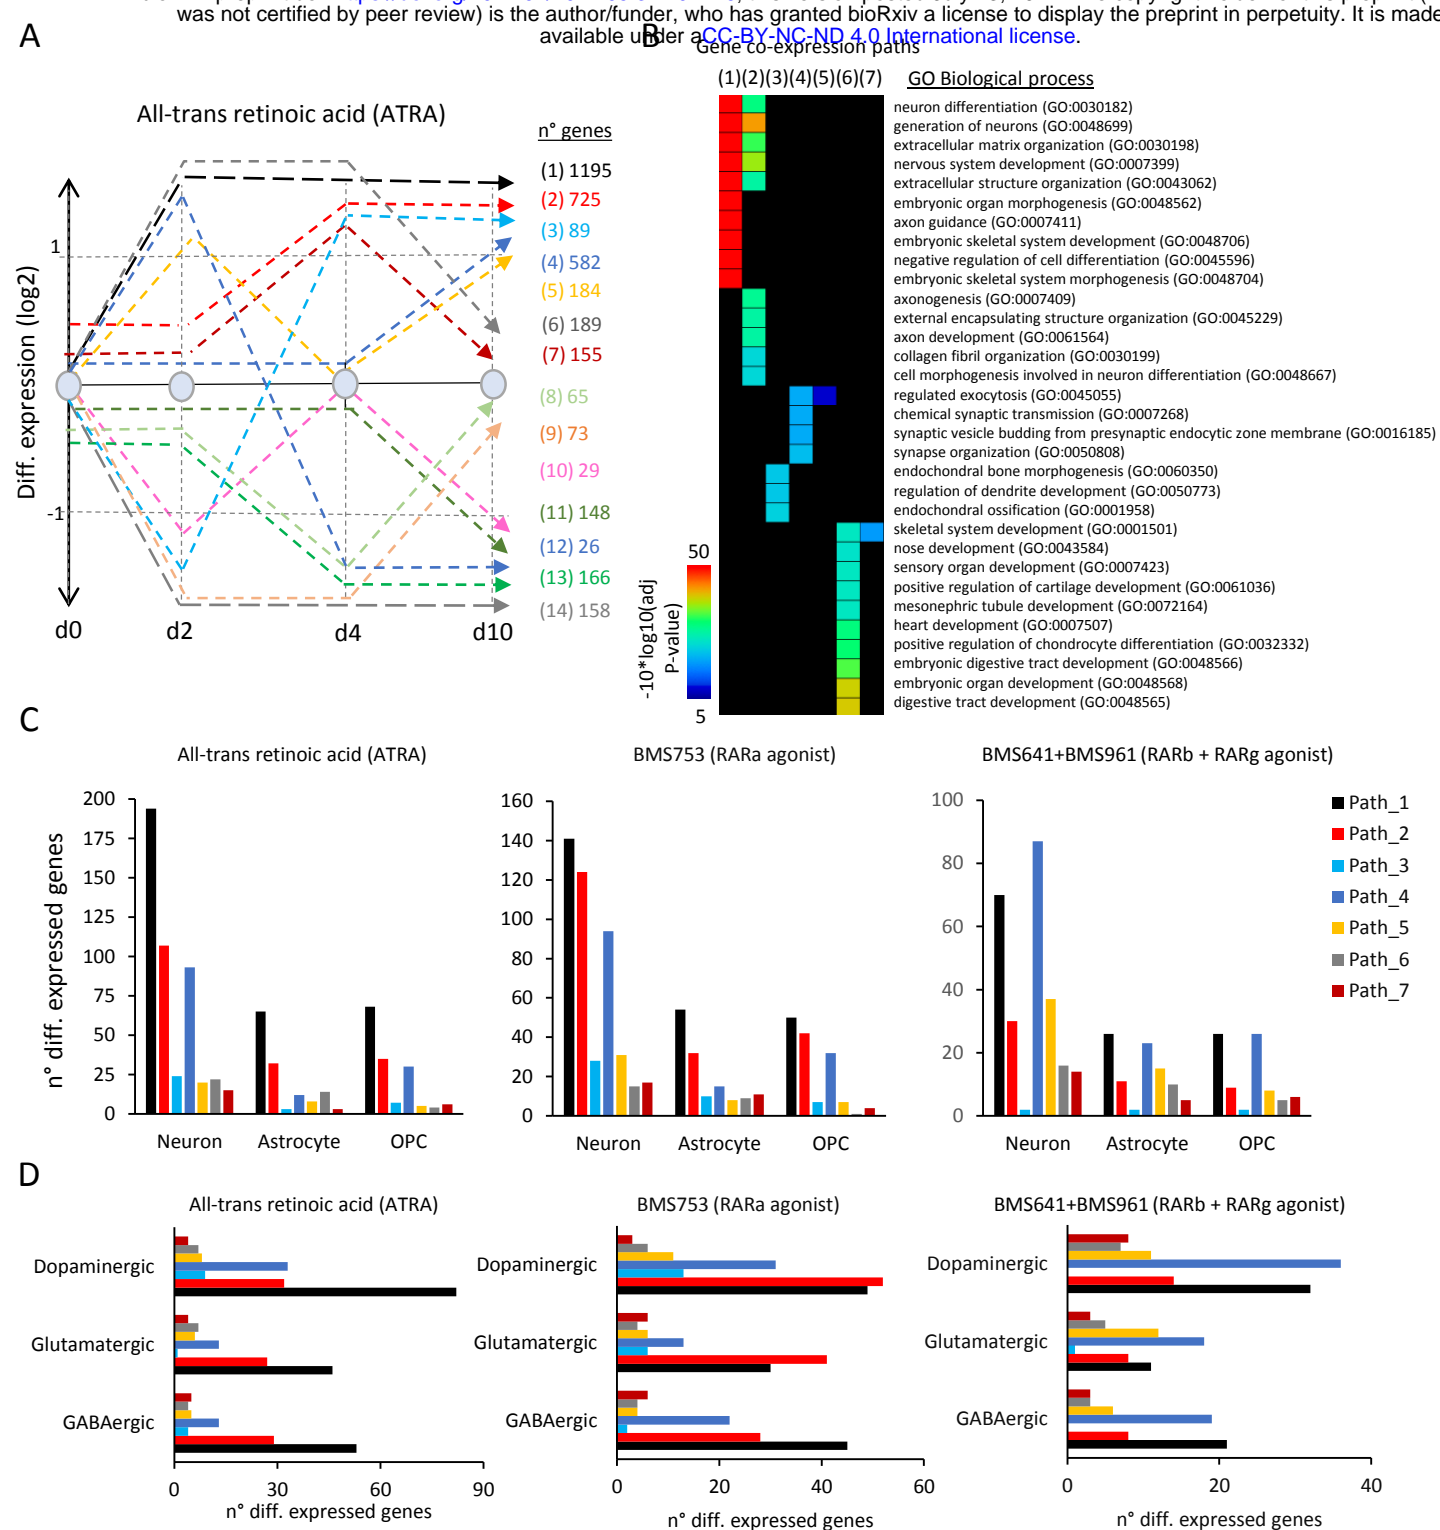 was not certified by peer review) is the author/funder, who has granted bioRxiv a license to display the preprint in perpetuity. It is made
available under aCC-BY-NC-ND 4.0 International license.
A
B
Gene co-expression paths
(1)(2)(3)(4)(5)(6)(7)
GO Biological process
All-trans retinoic acid (ATRA)
n° genes
Diff. expression (log2)
1
-1
d0
d2
d4
d10
(1) 1195
(2) 725
(3) 89
(4) 582
(5) 184
(6) 189
(7) 155
(8) 65
(9) 73
(10) 29
(11) 148
(12) 26
(13) 166
(14) 158
neuron differentiation (GO:0030182)
generation of neurons (GO:0048699)
extracellular matrix organization (GO:0030198)
nervous system development (GO:0007399)
extracellular structure organization (GO:0043062)
embryonic organ morphogenesis (GO:0048562)
axon guidance (GO:0007411)
embryonic skeletal system development (GO:0048706)
negative regulation of cell differentiation (GO:0045596)
embryonic skeletal system morphogenesis (GO:0048704)
axonogenesis (GO:0007409)
external encapsulating structure organization (GO:0045229)
axon development (GO:0061564)
collagen fibril organization (GO:0030199)
cell morphogenesis involved in neuron differentiation (GO:0048667)
regulated exocytosis (GO:0045055)
chemical synaptic transmission (GO:0007268)
synaptic vesicle budding from presynaptic endocytic zone membrane (GO:0016185)
synapse organization (GO:0050808)
endochondral bone morphogenesis (GO:0060350)
regulation of dendrite development (GO:0050773)
endochondral ossification (GO:0001958)
skeletal system development (GO:0001501)
nose development (GO:0043584)
sensory organ development (GO:0007423)
positive regulation of cartilage development (GO:0061036)
mesonephric tubule development (GO:0072164)
heart development (GO:0007507)
positive regulation of chondrocyte differentiation (GO:0032332)
embryonic digestive tract development (GO:0048566)
embryonic organ development (GO:0048568)
digestive tract development (GO:0048565)
50
-10*log10(adj
P-value)
5
C
All-trans retinoic acid (ATRA)
n° diff. expressed genes
200
175
150
125
100
75
50
25
0
Neuron
Astrocyte
OPC
BMS753 (RARa agonist)
160
140
120
100
80
60
40
20
0
Neuron
Astrocyte
OPC
BMS641+BMS961 (RARb + RARg agonist)
100
80
60
40
20
0
Neuron
Astrocyte
OPC
Path_1
Path_2
Path_3
Path_4
Path_5
Path_6
Path_7
D
All-trans retinoic acid (ATRA)
Dopaminergic
Glutamatergic
GABAergic
0
30
60
90
n° diff. expressed genes
BMS753 (RARa agonist)
Dopaminergic
Glutamatergic
GABAergic
0
20
40
60
n° diff. expressed genes
BMS641+BMS961 (RARb + RARg agonist)
Dopaminergic
Glutamatergic
GABAergic
0
20
40
n° diff. expressed genes